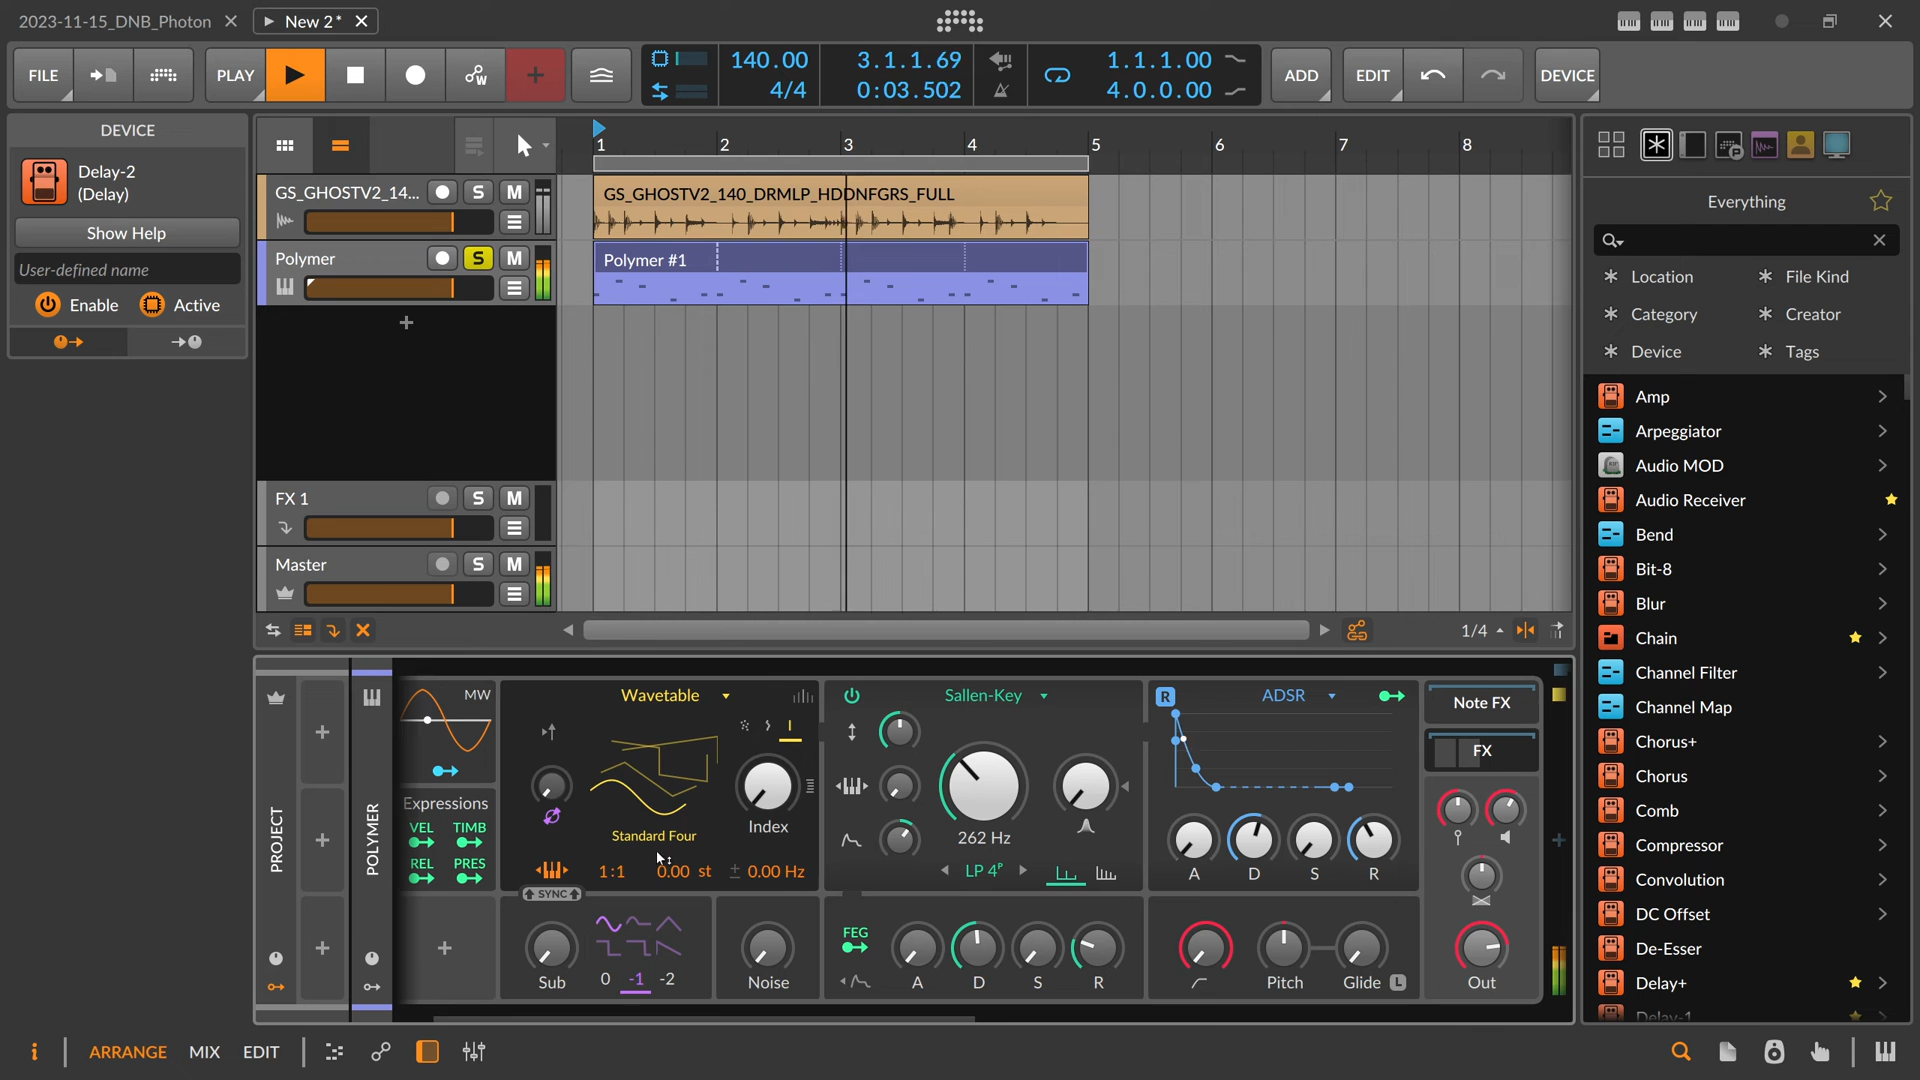 2023-11-15_DNB_Photon
New 2*
FILE
PLAY
140.00
4/4
3.1.1.69
0:03.502
1.1.1.00
4.0.0.00
ADD
EDIT
DEVICE
DEVICE
Delay-2
(Delay)
Show Help
User-defined name
Enable
Active
1 2 3 4 5 6 7 8
GS_GHOSTV2_14...
S M
GS_GHOSTV2_140_DRMLP_HDDNFGRS_FULL
Polymer
S M
Polymer #1
FX 1
S M
Master
S M
1/4
Everything
Location
File Kind
Category
Creator
Device
Tags
Amp
Arpeggiator
Audio MOD
Audio Receiver
Bend
Bit-8
Blur
Chain
Channel Filter
Channel Map
Chorus+
Chorus
Comb
Compressor
Convolution
DC Offset
De-Esser
Delay+
Delay-1
PROJECT
POLYMER
MW
Expressions
VEL TIMB
REL PRES
Wavetable
Standard Four
Index
1:1 0.00 st ± 0.00 Hz
SYNC
Sub
0 -1 -2
Noise
Sallen-Key
262 Hz
LP 4ᴾ
FEG
A D S R
R
ADSR
A D S R
Pitch
Glide L
Note FX
FX
Out
i
ARRANGE
MIX
EDIT